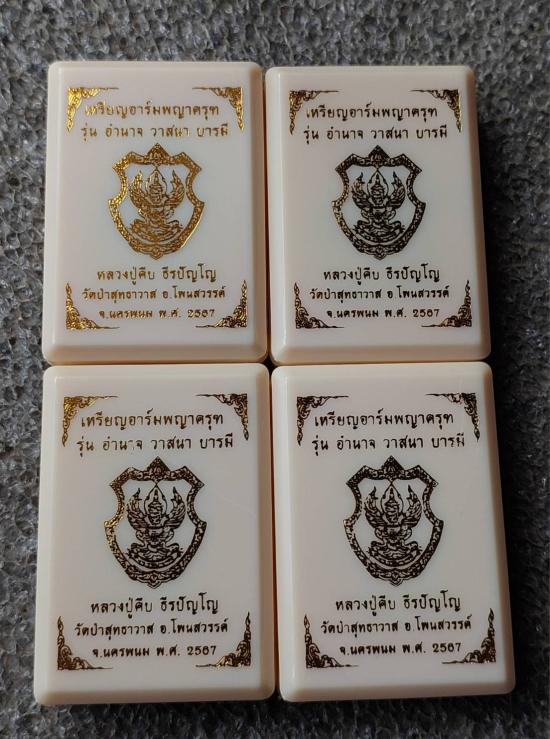 เหรียญอาร์มพญาครุฑ
รุ่น อำนาจ วาสนา บารมี
หลวงปู่คีบ ธีรปัญโญ
วัดป่าสุทธาวาส อ.โพนสวรรค์
จ.นครพนม พ.ศ. 2567
เหรียญอาร์มพญาครุฑ
รุ่น อำนาจ วาสนา บารมี
หลวงปู่คีบ ธีรปัญโญ
วัดป่าสุทธาวาส อ.โพนสวรรค์
จ.นครพนม พ.ศ. 2567
เหรียญอาร์มพญาครุฑ
รุ่น อำนาจ วาสนา บารมี
หลวงปู่คีบ ธีรปัญโญ
วัดป่าสุทธาวาส อ.โพนสวรรค์
จ.นครพนม พ.ศ. 2567
เหรียญอาร์มพญาครุฑ
รุ่น อำนาจ วาสนา บารมี
หลวงปู่คีบ ธีรปัญโญ
วัดป่าสุทธาวาส อ.โพนสวรรค์
จ.นครพนม พ.ศ. 2567